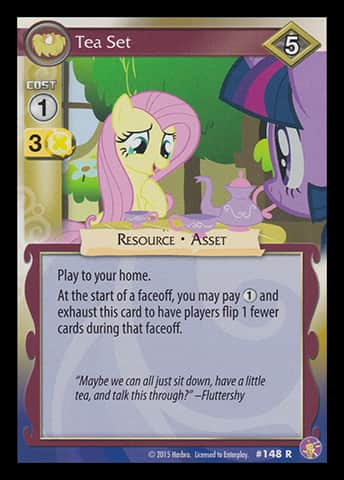 Tea Set
5
COST
1
3
RESOURCE • ASSET
Play to your home.
At the start of a faceoff, you may pay 1 and
exhaust this card to have players flip 1 fewer
cards during that faceoff.
"Maybe we can all just sit down, have a little
tea, and talk this through?" –Fluttershy
© 2015 Hasbro. Licensed to Enterplay. #148 R